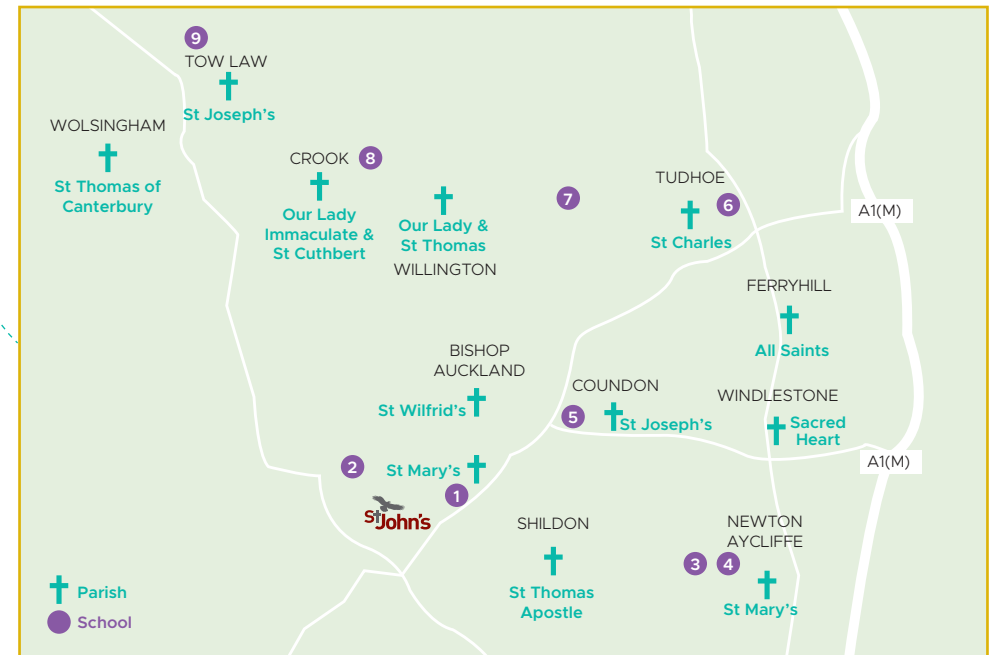 9
TOW LAW
St Joseph's
WOLSINGHAM
St Thomas of
Canterbury
CROOK 8
Our Lady
Immaculate &
St Cuthbert
Our Lady &
St Thomas
WILLINGTON
7
TUDHOE
6
St Charles
A1(M)
FERRYHILL
All Saints
BISHOP
AUCKLAND
St Wilfrid's
COUNDON
5
St Joseph's
WINDLESTONE
Sacred
Heart
A1(M)
2
St Mary's
1
St John's
SHILDON
St Thomas
Apostle
NEWTON
AYCLIFFE
3 4
St Mary's
Parish
School